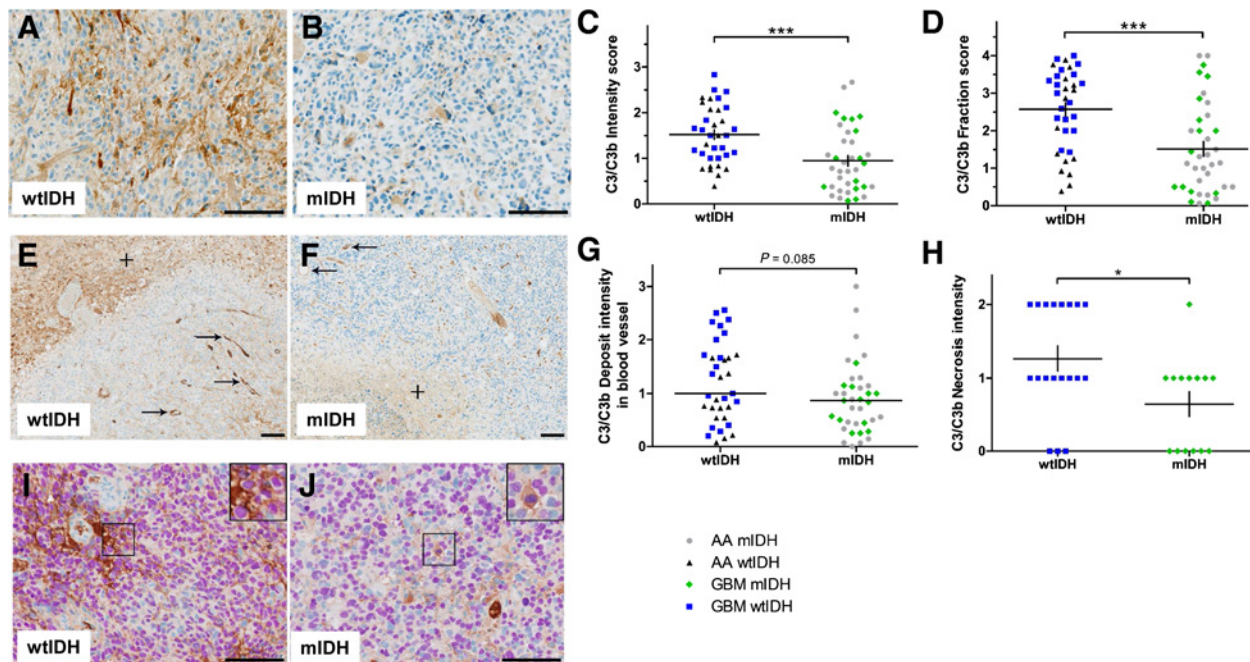 A
wtIDH
B
mIDH
C
C3/C3b Intensity score
3
2
1
0
***
wtIDH
mIDH
D
C3/C3b Fraction score
4
3
2
1
0
***
wtIDH
mIDH
E
+
wtIDH
F
+
mIDH
G
C3/C3b Deposit intensity
in blood vessel
3
2
1
0
P = 0.085
wtIDH
mIDH
H
C3/C3b Necrosis intensity
2
1
0
*
wtIDH
mIDH
I
wtIDH
J
mIDH
AA mIDH
AA wtIDH
GBM mIDH
GBM wtIDH